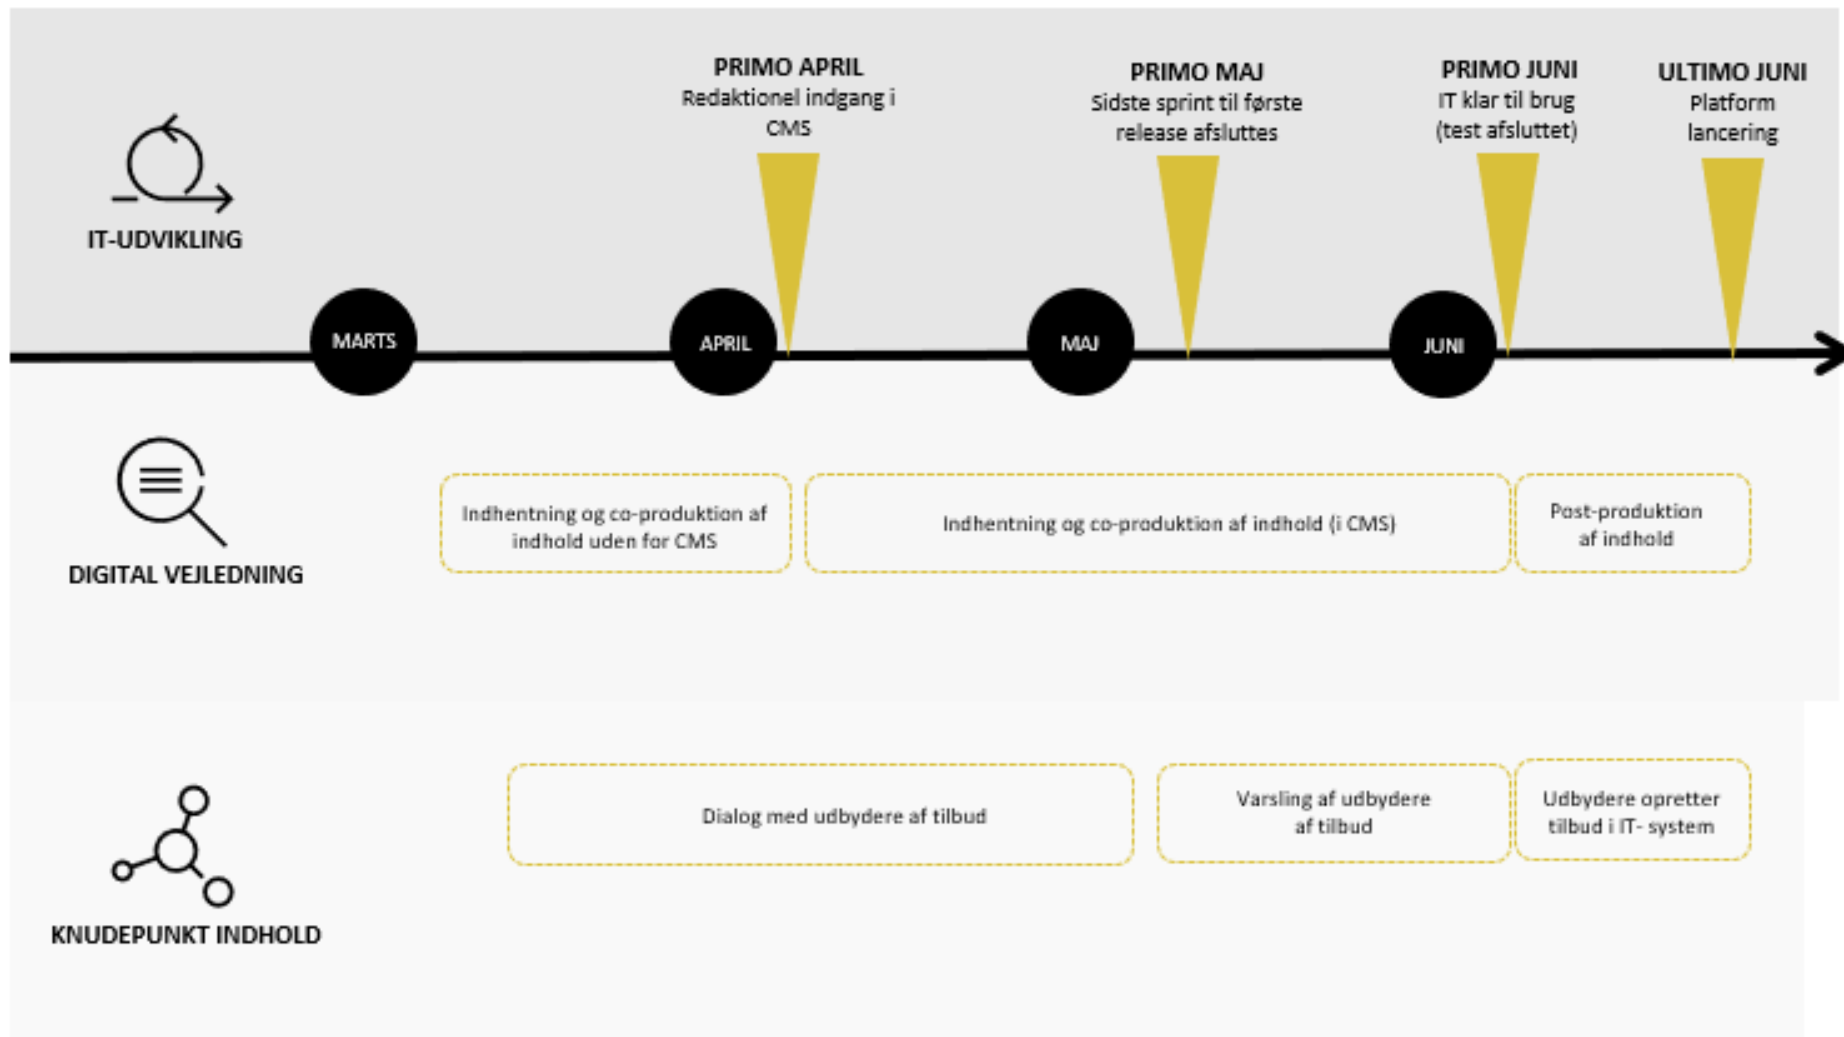 PRIMO APRIL
Redaktionel indgang i
CMS
PRIMO MAJ
Sidste sprint til første
release afsluttes
PRIMO JUNI
IT klar til brug
(test afsluttet)
ULTIMO JUNI
Platform
lancering
IT-UDVIKLING
MARTS
APRIL
MAJ
JUNI
Indhentning og co-produktion af
indhold uden for CMS
Indhentning og co-produktion af indhold (i CMS)
Post-produktion
af indhold
DIGITAL VEJLEDNING
Dialog med udbydere af tilbud
Varsling af udbydere
af tilbud
Udbydere opretter
tilbud i IT- system
KNUDEPUNKT INDHOLD